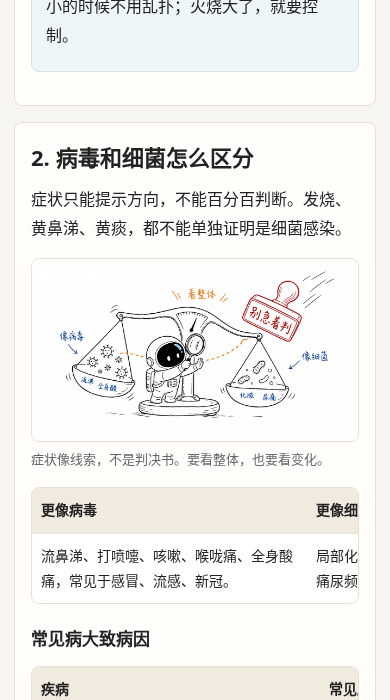 小的时候不用乱扑；火烧大了，就要控
制。
2. 病毒和细菌怎么区分
症状只能提示方向，不能百分百判断。发烧、
黄鼻涕、黄痰，都不能单独证明是细菌感染。
看整体
别急着判
像病毒
像细菌
流涕 全身酸
化脓 尿痛
症状像线索，不是判决书。要看整体，也要看变化。
更像病毒
更像细
流鼻涕、打喷嚏、咳嗽、喉咙痛、全身酸
痛，常见于感冒、流感、新冠。
局部化
痛尿频
常见病大致病因
疾病
常见